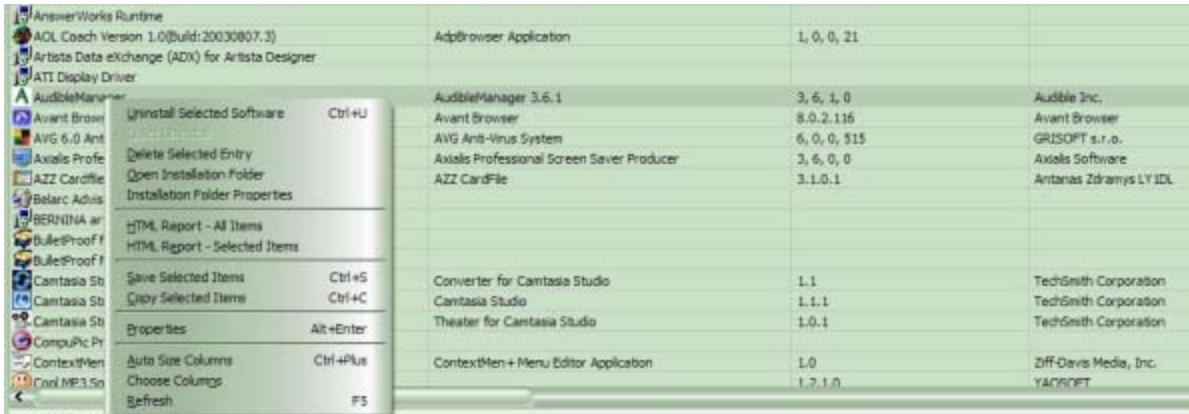 AnswerWorks Runtime
AOL Coach Version 1.0(Build:20030807.3) AdpBrowser Application 1, 0, 0, 21
Artista Data eXchange (ADX) for Artista Designer
ATI Display Driver
AudibleManager AudibleManager 3.6.1 3, 6, 1, 0 Audible Inc.
Avant Brows Avant Browser 8.0.2.116 Avant Browser
Uninstall Selected Software Ctrl+U
AVG 6.0 Ant AVG Anti-Virus System 6, 0, 0, 515 GRISOFT s.r.o.
Axialis Profe Delete Selected Entry Axialis Professional Screen Saver Producer 3, 6, 0, 0 Axialis Software
AZZ Cardfile Open Installation Folder AZZ CardFile 3.1.0.1 Antanas Zdramys LY1DL
Belarc Advis Installation Folder Properties
BERNINA ar HTML Report - All Items
BulletProof F HTML Report - Selected Items
BulletProof F
Camtasia St Save Selected Items Ctrl+S Converter for Camtasia Studio 1.1 TechSmith Corporation
Camtasia St Copy Selected Items Ctrl+C Camtasia Studio 1.1.1 TechSmith Corporation
Camtasia St Properties Alt+Enter Theater for Camtasia Studio 1.0.1 TechSmith Corporation
CompuPic Pr
ContextMen Auto Size Columns Ctrl+Plus ContextMen+ Menu Editor Application 1.0 Ziff-Davis Media, Inc.
Cool MP3 So Choose Columns 1.2.1.0 YAOSOFT
Refresh F5